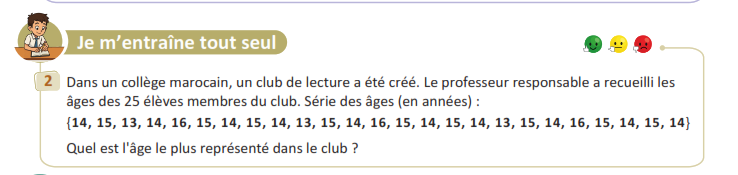 Je m'entraîne tout seul
2 Dans un collège marocain, un club de lecture a été créé. Le professeur responsable a recueilli les
âges des 25 élèves membres du club. Série des âges (en années) :
{14, 15, 13, 14, 16, 15, 14, 15, 14, 13, 15, 14, 16, 15, 14, 15, 14, 13, 15, 14, 16, 15, 14, 15, 14}
Quel est l'âge le plus représenté dans le club ?